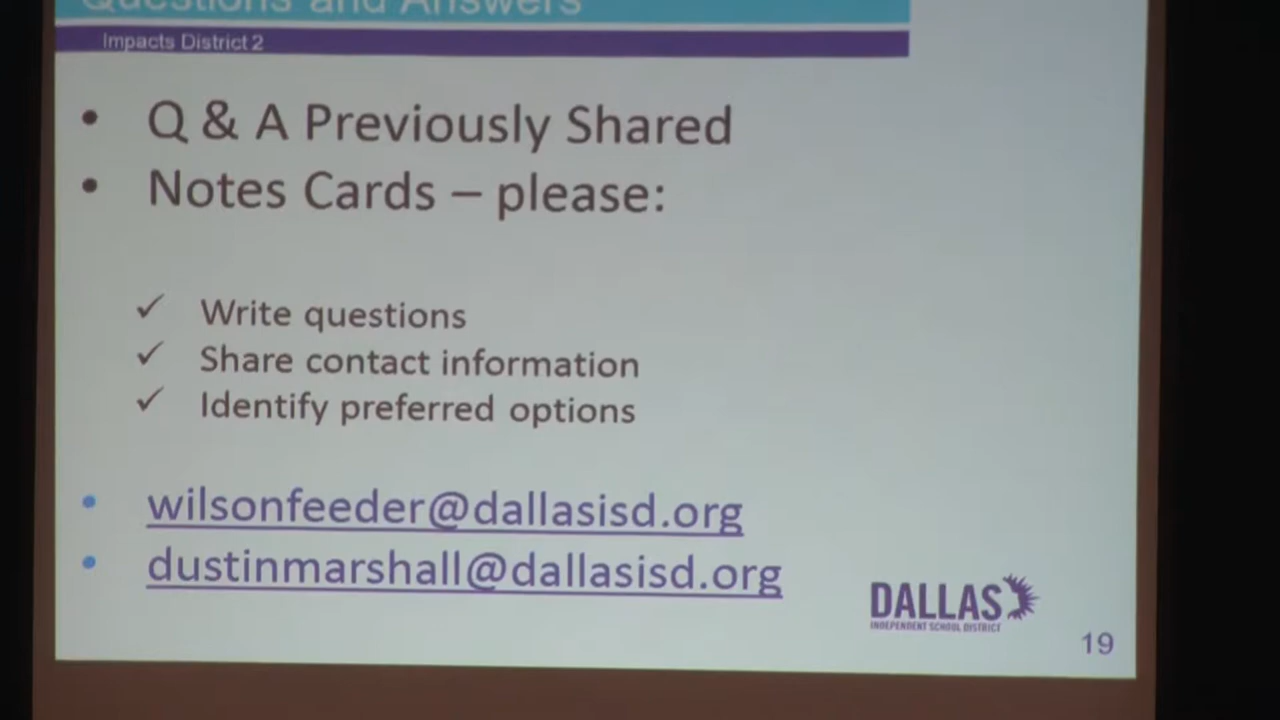 Questions and Answers
Impacts District 2
• Q & A Previously Shared
• Notes Cards – please:
✓ Write questions
✓ Share contact information
✓ Identify preferred options
• wilsonfeeder@dallasisd.org
• dustinmarshall@dallasisd.org
DALLAS
INDEPENDENT SCHOOL DISTRICT
19